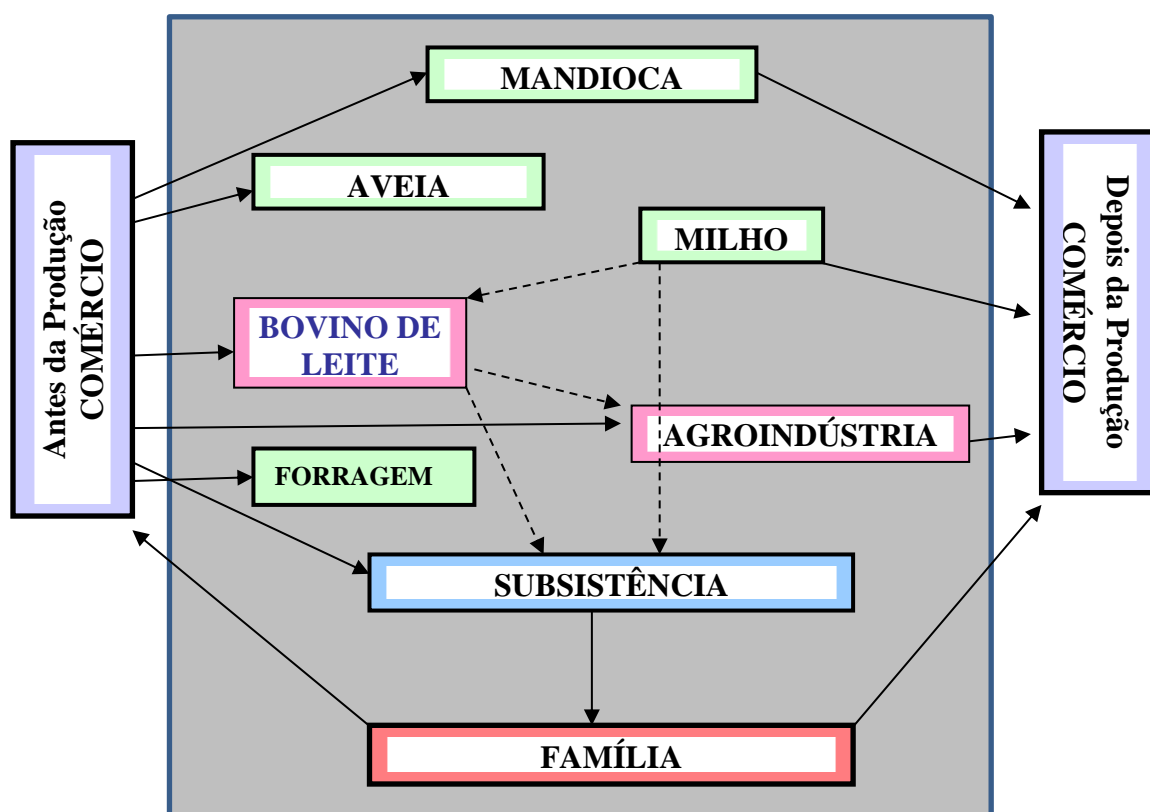 MANDIOCA
AVEIA
Antes da Produção
COMÉRCIO
MILHO
Depois da Produção
COMÉRCIO
BOVINO DE
LEITE
AGROINDÚSTRIA
FORRAGEM
SUBSISTÊNCIA
FAMÍLIA